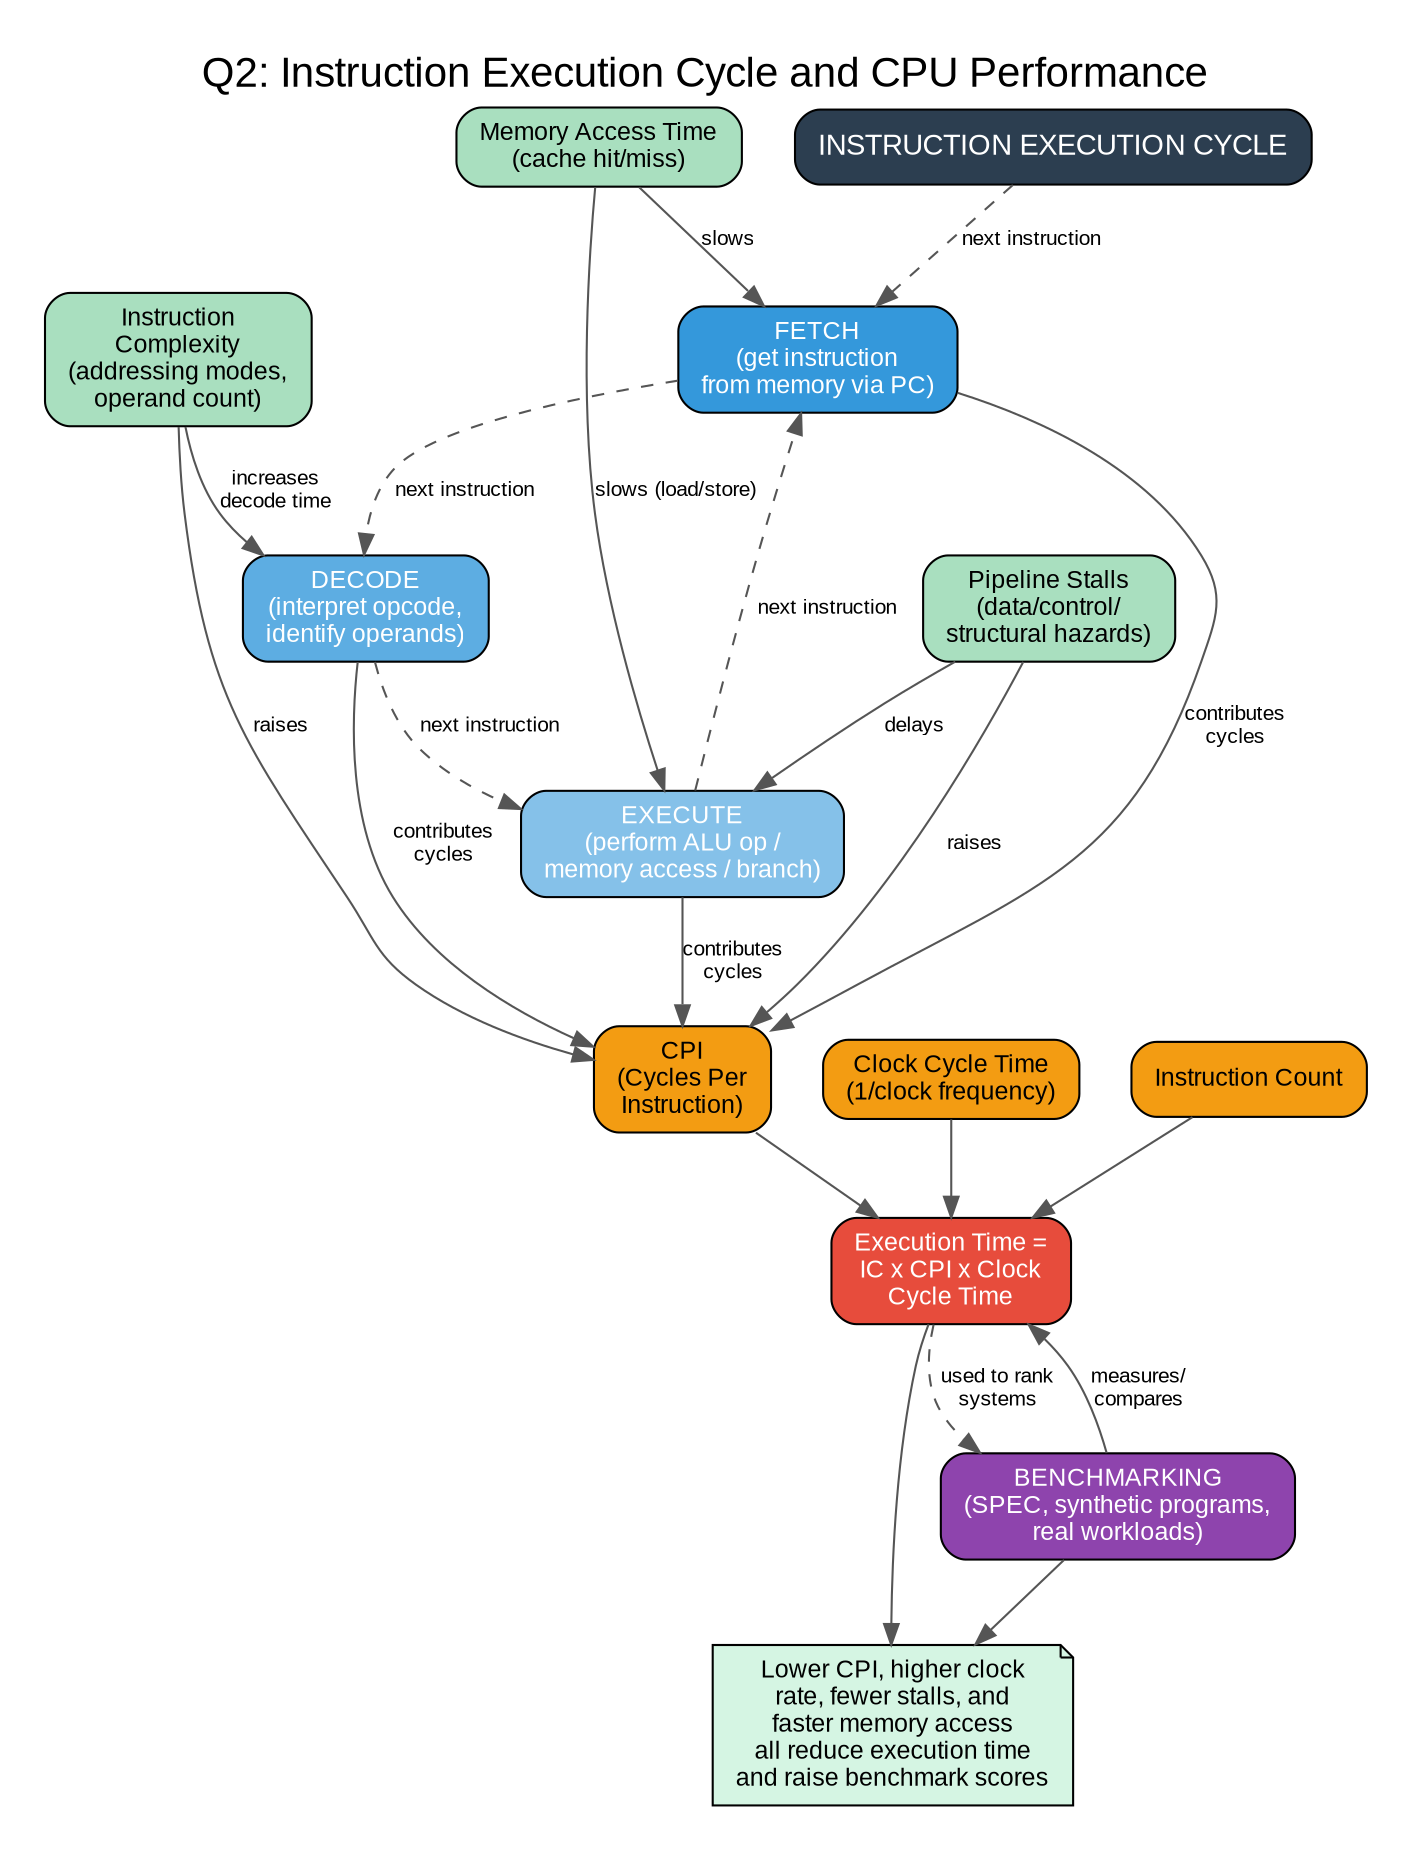 Q2: Instruction Execution Cycle and CPU Performance
Memory Access Time
(cache hit/miss)
INSTRUCTION EXECUTION CYCLE
slows
next instruction
Instruction
Complexity
(addressing modes,
operand count)
FETCH
(get instruction
from memory via PC)
increases
decode time
next instruction
slows (load/store)
DECODE
(interpret opcode,
identify operands)
next instruction
Pipeline Stalls
(data/control/
structural hazards)
raises
next instruction
delays
contributes
cycles
contributes
cycles
EXECUTE
(perform ALU op /
memory access / branch)
raises
contributes
cycles
CPI
(Cycles Per
Instruction)
Clock Cycle Time
(1/clock frequency)
Instruction Count
Execution Time =
IC x CPI x Clock
Cycle Time
used to rank
systems
measures/
compares
BENCHMARKING
(SPEC, synthetic programs,
real workloads)
Lower CPI, higher clock
rate, fewer stalls, and
faster memory access
all reduce execution time
and raise benchmark scores